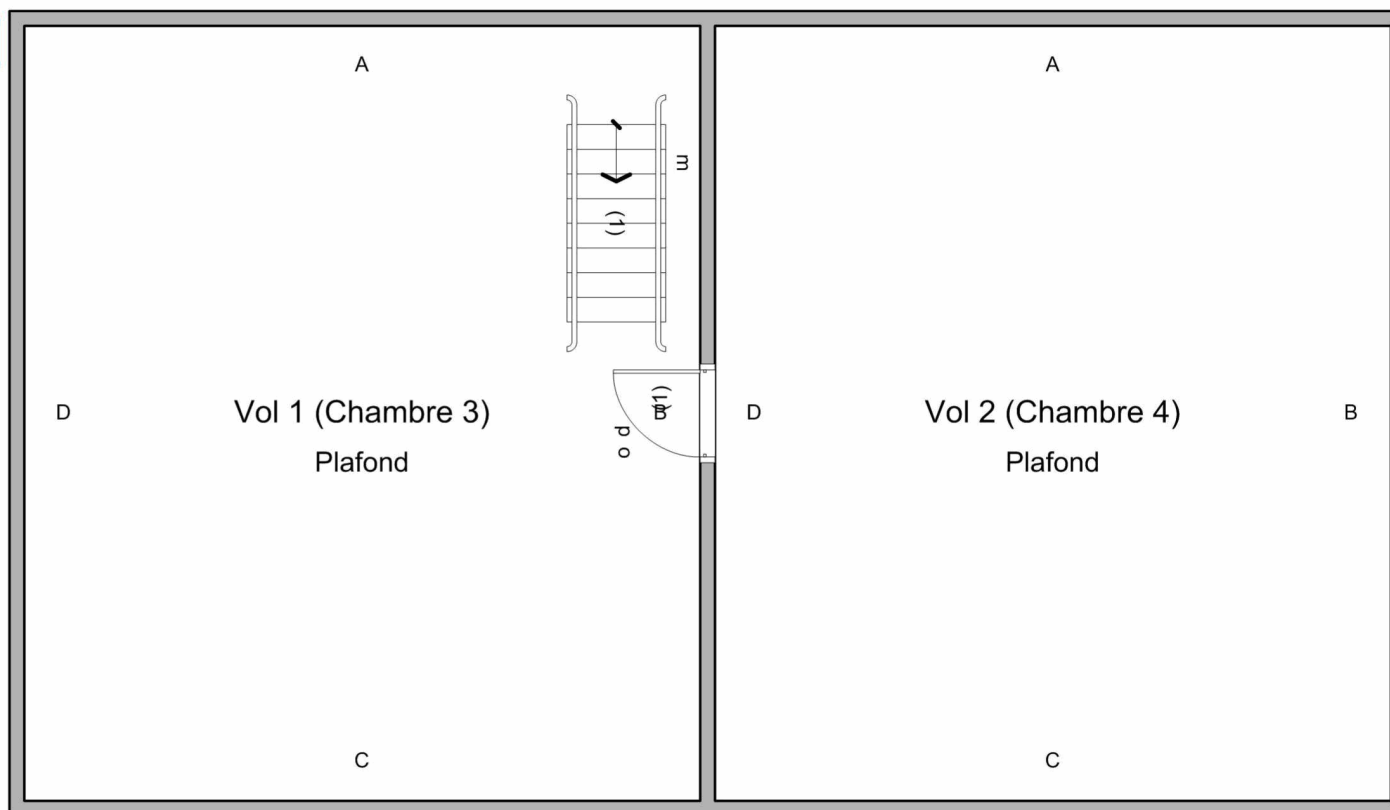 A
A
m
(1)
D
Vol 1 (Chambre 3)
(1)
B
D
Vol 2 (Chambre 4)
B
p o
Plafond
Plafond
C
C